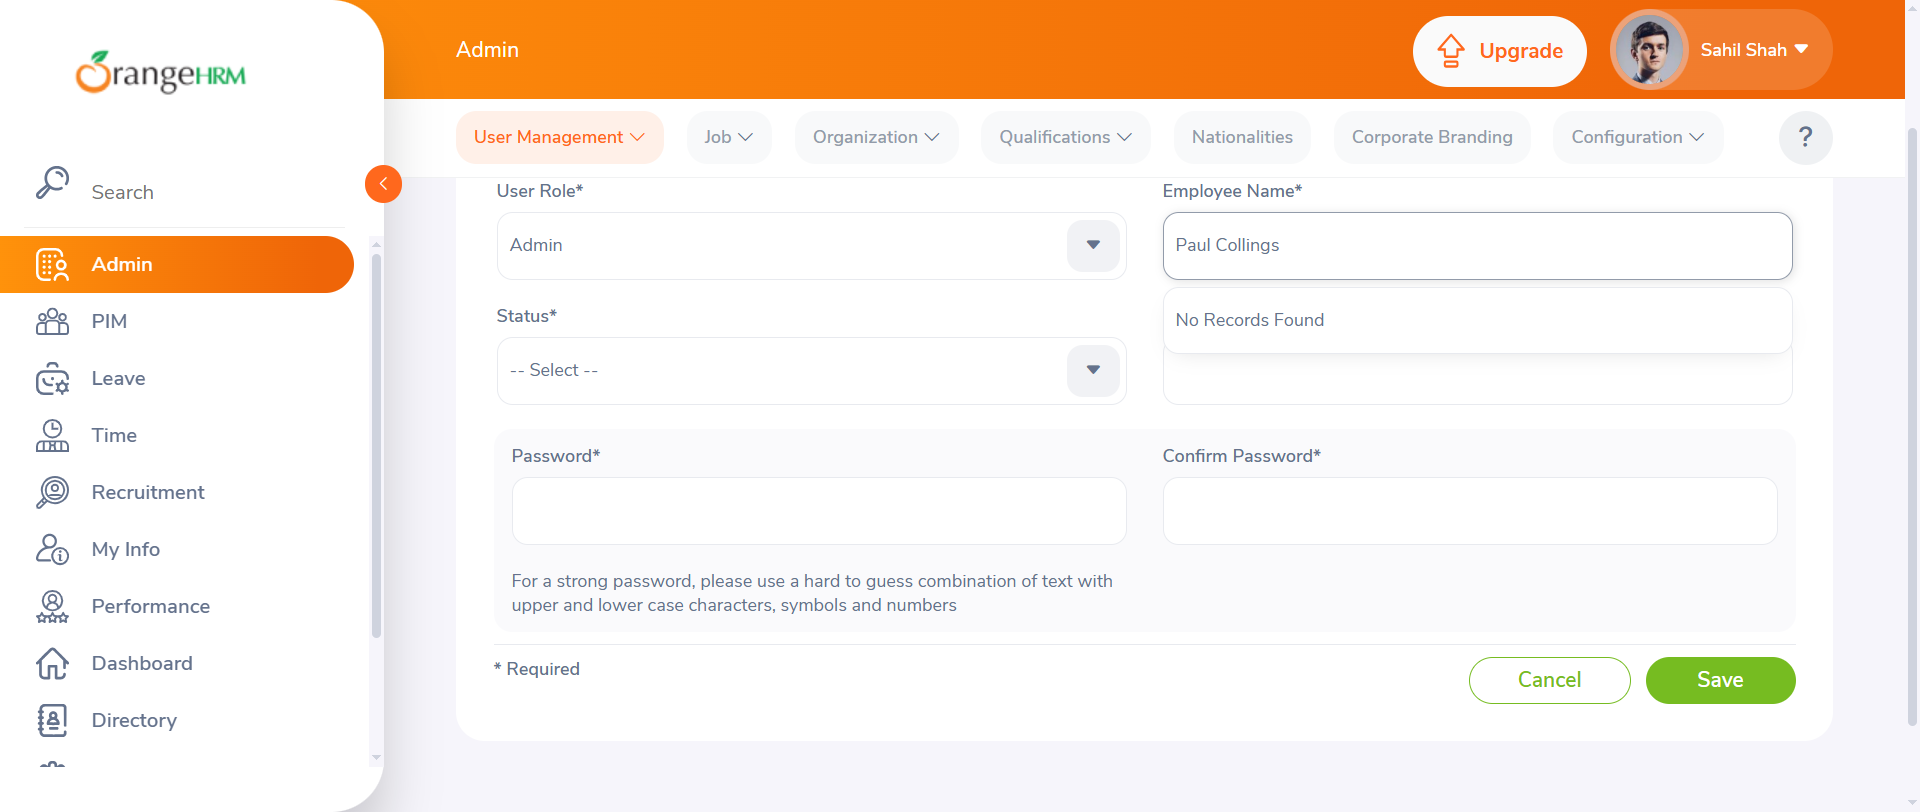 OrangeHRM
Admin
Upgrade
Sahil Shah
User Management
Job
Organization
Qualifications
Nationalities
Corporate Branding
Configuration
?
Search
Admin
PIM
Leave
Time
Recruitment
My Info
Performance
Dashboard
Directory
User Role*
Employee Name*
Admin
Paul Collings
No Records Found
Status*
-- Select --
Password*
Confirm Password*
For a strong password, please use a hard to guess combination of text with
upper and lower case characters, symbols and numbers
* Required
Cancel
Save